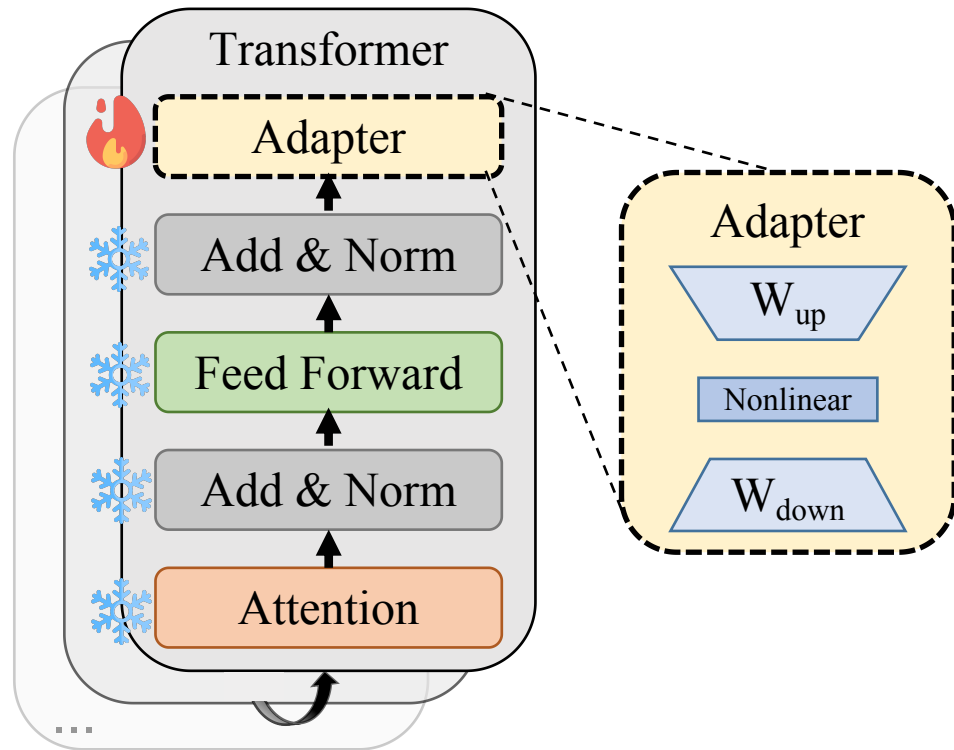 Transformer
Adapter
Add & Norm
Feed Forward
Add & Norm
Attention
...
Adapter
W_up
Nonlinear
W_down